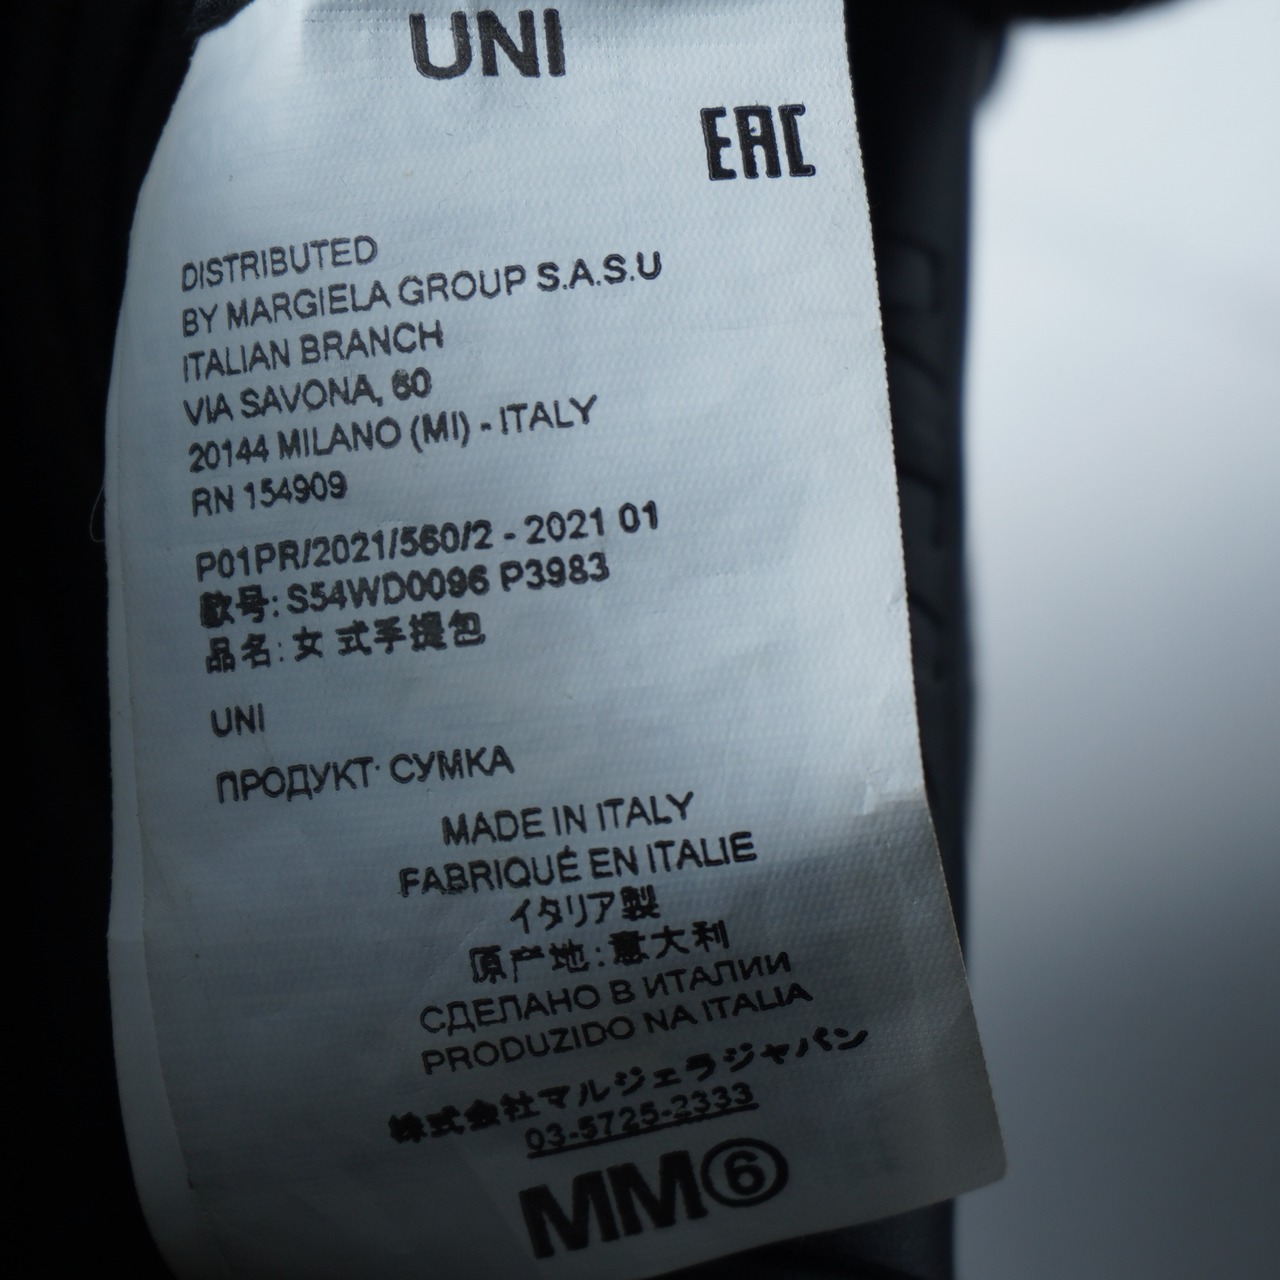 UNI
EAC
DISTRIBUTED
BY MARGIELA GROUP S.A.S.U
ITALIAN BRANCH
VIA SAVONA, 60
20144 MILANO (MI) - ITALY
RN 154909
P01PR/2021/560/2 - 2021 01
款号: S54WD0096 P3983
品名: 女 式手提包
UNI
ПРОДУКТ· СУМКА
MADE IN ITALY
FABRIQUÉ EN ITALIE
イタリア製
原产地: 意大利
СДЕЛАНО В ИТАЛИИ
PRODUZIDO NA ITALIA
株式会社マルジェラジャパン
03-5725-2333
MM⑥